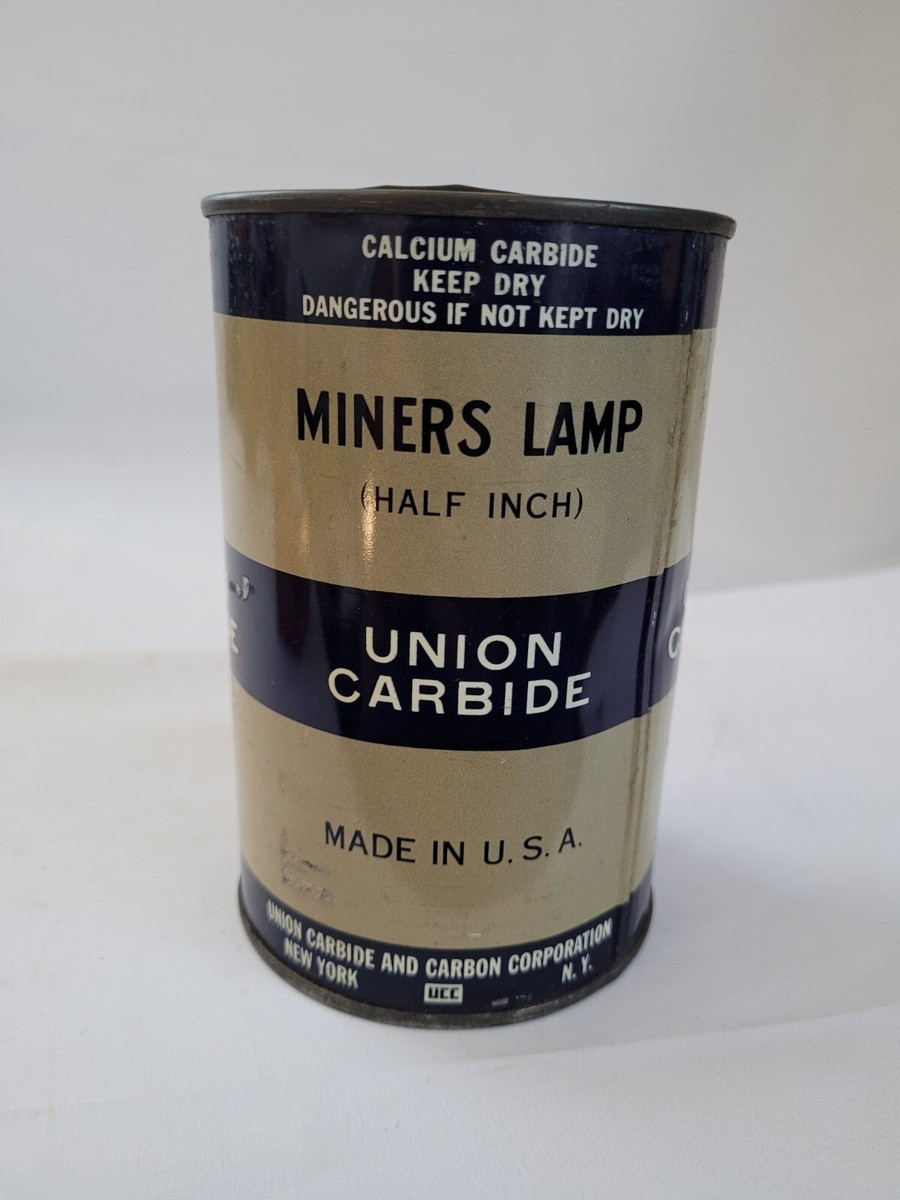 CALCIUM CARBIDE
KEEP DRY
DANGEROUS IF NOT KEPT DRY
MINERS LAMP
(HALF INCH)
UNION
CARBIDE
MADE IN U.S.A.
UNION CARBIDE AND CARBON CORPORATION
NEW YORK N.Y.
UCC